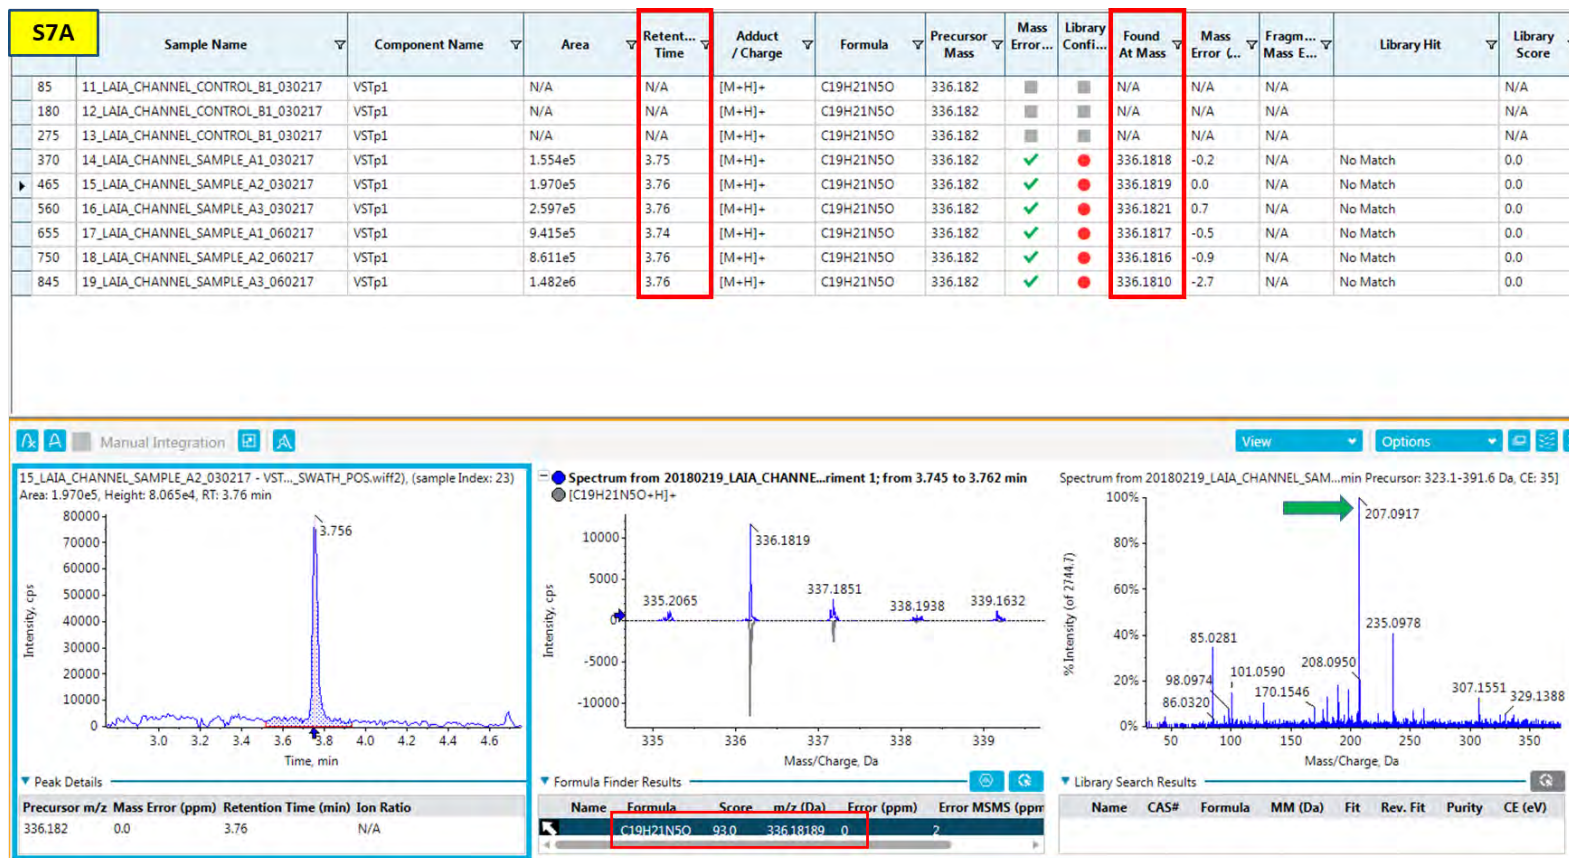 S7A
Sample Name Component Name Area Retent... Time Adduct / Charge Formula Precursor Mass Mass Error... Library Confi... Found At Mass Mass Error (... Fragm... Mass E... Library Hit Library Score
85 11_LAIA_CHANNEL_CONTROL_B1_030217 VSTp1 N/A N/A [M+H]+ C19H21N5O 336.182 N/A N/A N/A N/A
180 12_LAIA_CHANNEL_CONTROL_B1_030217 VSTp1 N/A N/A [M+H]+ C19H21N5O 336.182 N/A N/A N/A N/A
275 13_LAIA_CHANNEL_CONTROL_B1_030217 VSTp1 N/A N/A [M+H]+ C19H21N5O 336.182 N/A N/A N/A N/A
370 14_LAIA_CHANNEL_SAMPLE_A1_030217 VSTp1 1.554e5 3.75 [M+H]+ C19H21N5O 336.182 336.1818 -0.2 N/A No Match 0.0
465 15_LAIA_CHANNEL_SAMPLE_A2_030217 VSTp1 1.970e5 3.76 [M+H]+ C19H21N5O 336.182 336.1819 0.0 N/A No Match 0.0
560 16_LAIA_CHANNEL_SAMPLE_A3_030217 VSTp1 2.597e5 3.76 [M+H]+ C19H21N5O 336.182 336.1821 0.7 N/A No Match 0.0
655 17_LAIA_CHANNEL_SAMPLE_A1_060217 VSTp1 9.415e5 3.74 [M+H]+ C19H21N5O 336.182 336.1817 -0.5 N/A No Match 0.0
750 18_LAIA_CHANNEL_SAMPLE_A2_060217 VSTp1 8.611e5 3.76 [M+H]+ C19H21N5O 336.182 336.1816 -0.9 N/A No Match 0.0
845 19_LAIA_CHANNEL_SAMPLE_A3_060217 VSTp1 1.482e6 3.76 [M+H]+ C19H21N5O 336.182 336.1810 -2.7 N/A No Match 0.0
Manual Integration View Options
15_LAIA_CHANNEL_SAMPLE_A2_030217 - VST..._SWATH_POS.wiff2), (sample Index: 23)
Area: 1.970e5, Height: 8.065e4, RT: 3.76 min
80000
70000
60000
50000
40000
30000
20000
10000
0
3.756
Intensity, cps
3.0 3.2 3.4 3.6 3.8 4.0 4.2 4.4 4.6
Time, min
Peak Details
Precursor m/z Mass Error (ppm) Retention Time (min) Ion Ratio
336.182 0.0 3.76 N/A
Spectrum from 20180219_LAIA_CHANNE...riment 1; from 3.745 to 3.762 min
[C19H21N5O+H]+
10000
5000
0
-5000
-10000
336.1819
335.2065
337.1851
338.1938
339.1632
Intensity, cps
335 336 337 338 339
Mass/Charge, Da
Formula Finder Results
Name Formula Score m/z (Da) Error (ppm) Error MSMS (ppm
C19H21N5O 93.0 336.18189 0 2
Spectrum from 20180219_LAIA_CHANNEL_SAM...min Precursor: 323.1-391.6 Da, CE: 35]
100%
80%
60%
40%
20%
0%
207.0917
235.0978
85.0281
208.0950
101.0590
98.0974
170.1546
86.0320
307.1551
329.1388
% Intensity (of 2744.7)
50 100 150 200 250 300 350
Mass/Charge, Da
Library Search Results
Name CAS# Formula MM (Da) Fit Rev. Fit Purity CE (eV)